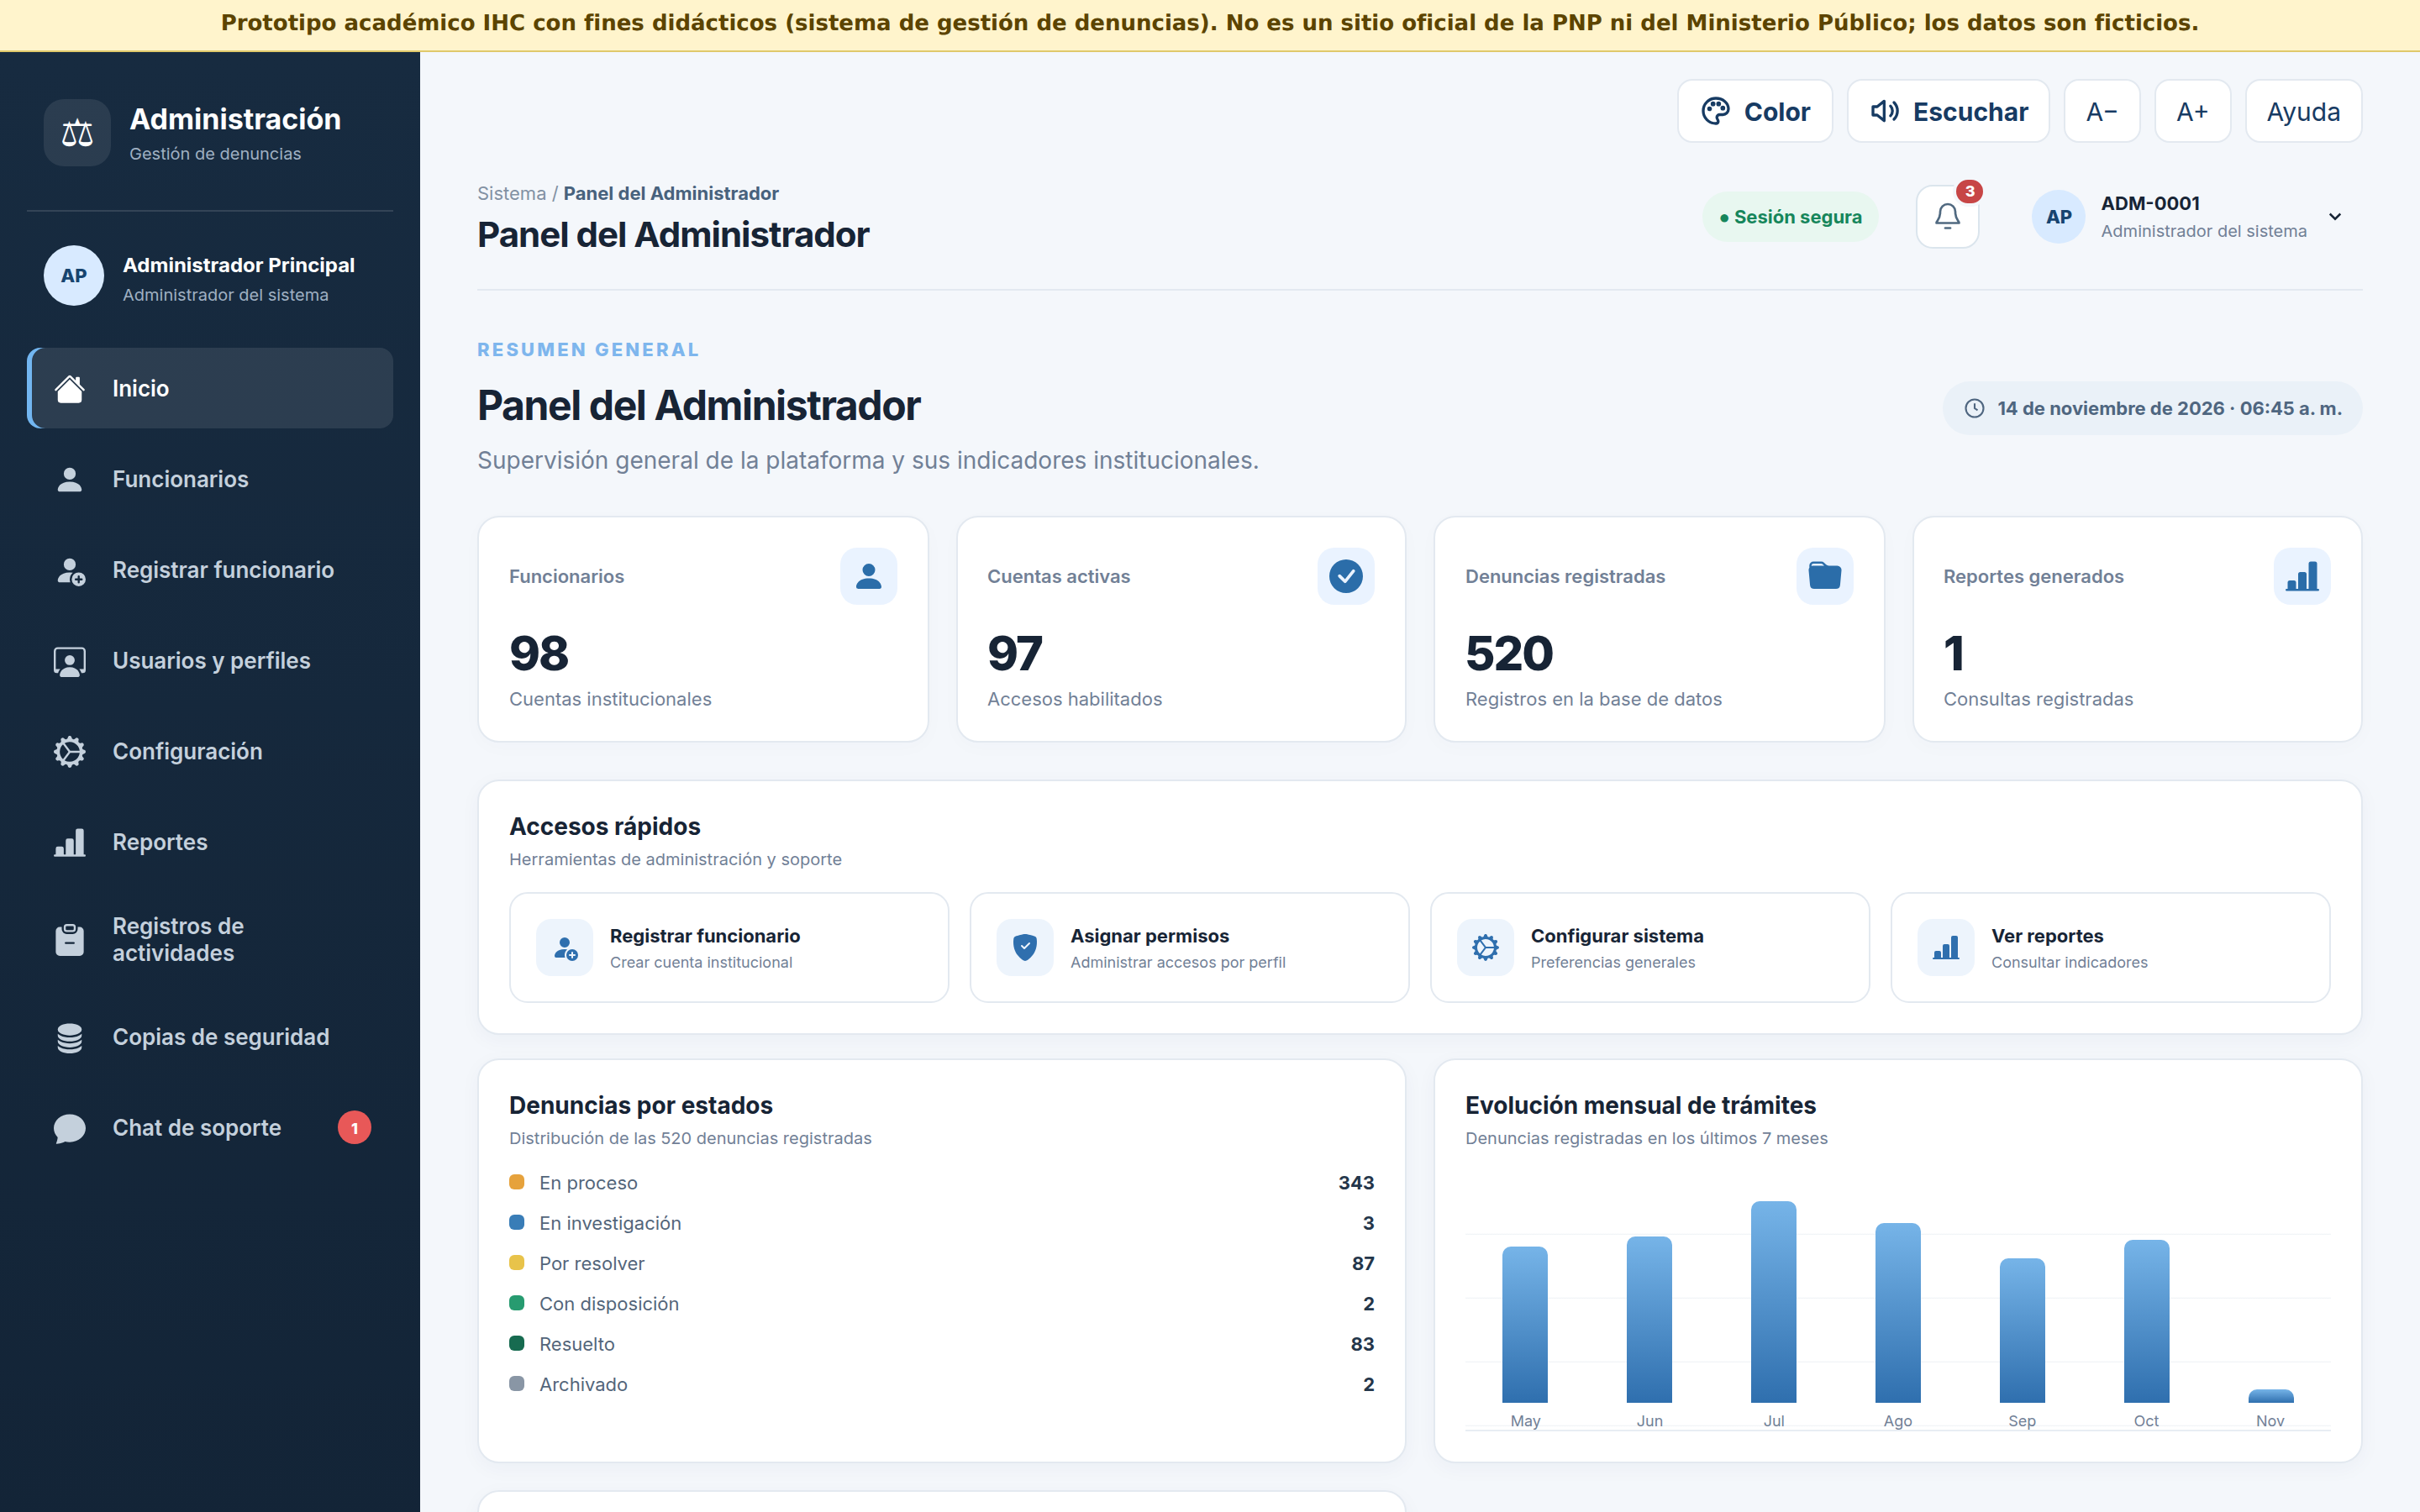 Prototipo académico IHC con fines didácticos (sistema de gestión de denuncias). No es un sitio oficial de la PNP ni del Ministerio Público; los datos son ficticios.
Administración
Gestión de denuncias
AP
Administrador Principal
Administrador del sistema
Inicio
Funcionarios
Registrar funcionario
Usuarios y perfiles
Configuración
Reportes
Registros de
actividades
Copias de seguridad
Chat de soporte
1
Color
Escuchar
A−
A+
Ayuda
Sistema / Panel del Administrador
Panel del Administrador
● Sesión segura
3
AP
ADM-0001
Administrador del sistema
RESUMEN GENERAL
Panel del Administrador
Supervisión general de la plataforma y sus indicadores institucionales.
14 de noviembre de 2026 · 06:45 a. m.
Funcionarios
98
Cuentas institucionales
Cuentas activas
97
Accesos habilitados
Denuncias registradas
520
Registros en la base de datos
Reportes generados
1
Consultas registradas
Accesos rápidos
Herramientas de administración y soporte
Registrar funcionario
Crear cuenta institucional
Asignar permisos
Administrar accesos por perfil
Configurar sistema
Preferencias generales
Ver reportes
Consultar indicadores
Denuncias por estados
Distribución de las 520 denuncias registradas
En proceso 343
En investigación 3
Por resolver 87
Con disposición 2
Resuelto 83
Archivado 2
Evolución mensual de trámites
Denuncias registradas en los últimos 7 meses
May Jun Jul Ago Sep Oct Nov